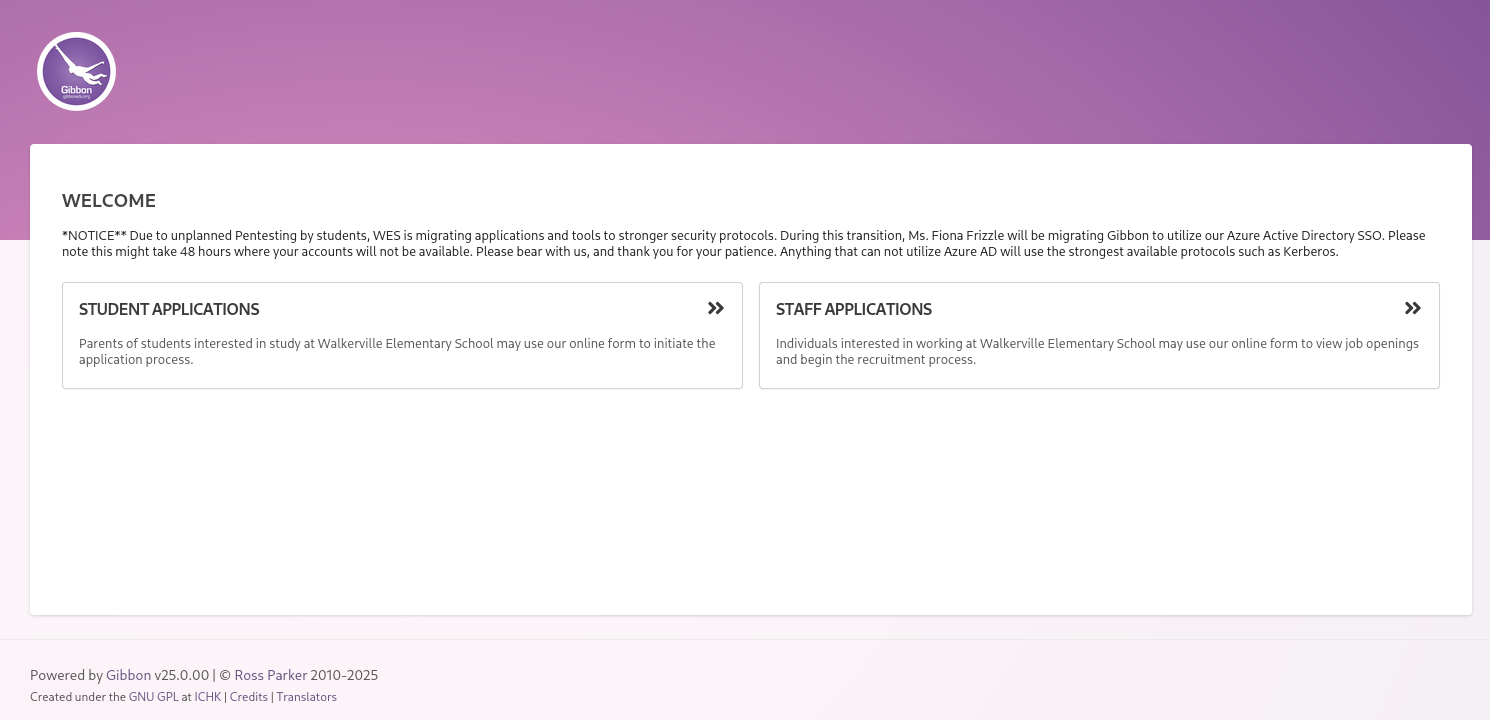 Gibbon
gibbonedu.org
WELCOME
*NOTICE** Due to unplanned Pentesting by students, WES is migrating applications and tools to stronger security protocols. During this transition, Ms. Fiona Frizzle will be migrating Gibbon to utilize our Azure Active Directory SSO. Please
note this might take 48 hours where your accounts will not be available. Please bear with us, and thank you for your patience. Anything that can not utilize Azure AD will use the strongest available protocols such as Kerberos.
STUDENT APPLICATIONS
Parents of students interested in study at Walkerville Elementary School may use our online form to initiate the
application process.
STAFF APPLICATIONS
Individuals interested in working at Walkerville Elementary School may use our online form to view job openings
and begin the recruitment process.
Powered by Gibbon v25.0.00 | © Ross Parker 2010-2025
Created under the GNU GPL at ICHK | Credits | Translators